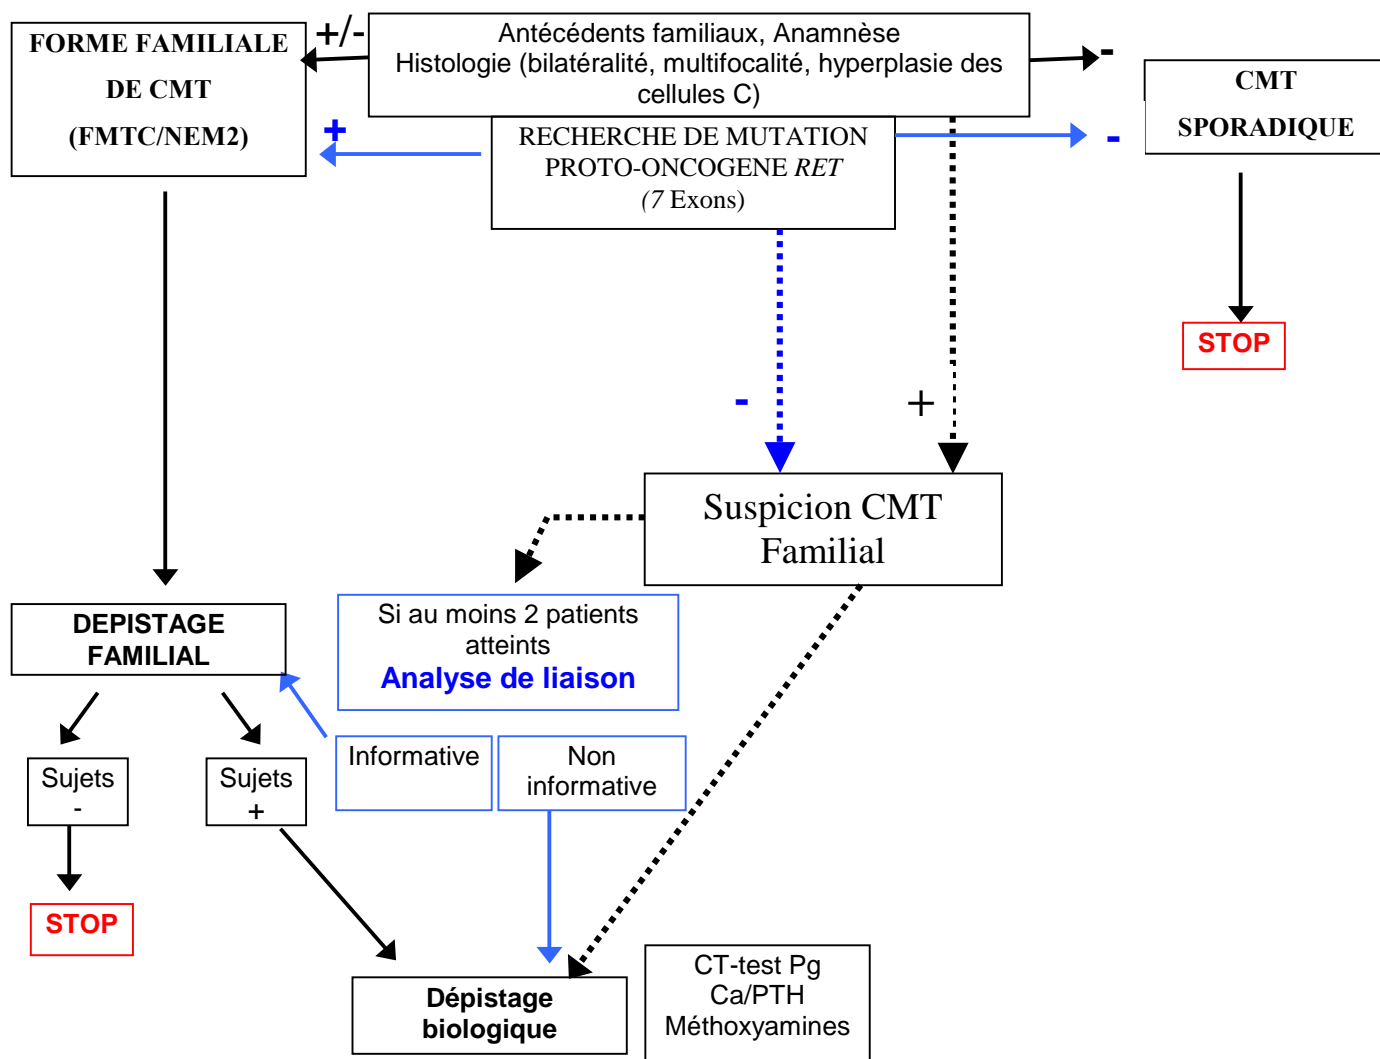 FORME FAMILIALE
DE CMT
(FMTC/NEM2)
+/-
Antécédents familiaux, Anamnèse
Histologie (bilatéralité, multifocalité, hyperplasie des
cellules C)
-
CMT
SPORADIQUE
+
RECHERCHE DE MUTATION
PROTO-ONCOGENE RET
(7 Exons)
-
STOP
-
+
Suspicion CMT
Familial
Si au moins 2 patients
atteints
Analyse de liaison
DEPISTAGE
FAMILIAL
Informative
Non
informative
Sujets
-
Sujets
+
STOP
Dépistage
biologique
CT-test Pg
Ca/PTH
Méthoxyamines